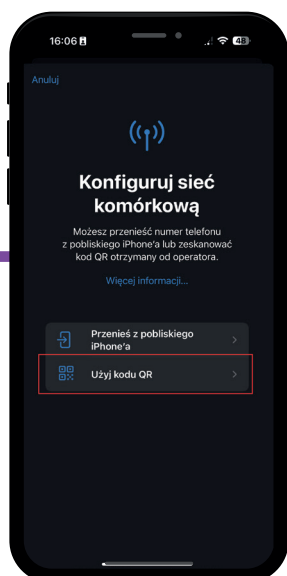 16:06
48
Anuluj
Konfiguruj sieć
komórkową
Możesz przenieść numer telefonu
z pobliskiego iPhone'a lub zeskanować
kod QR otrzymany od operatora.
Więcej informacji...
Przenieś z pobliskiego
iPhone'a
Użyj kodu QR